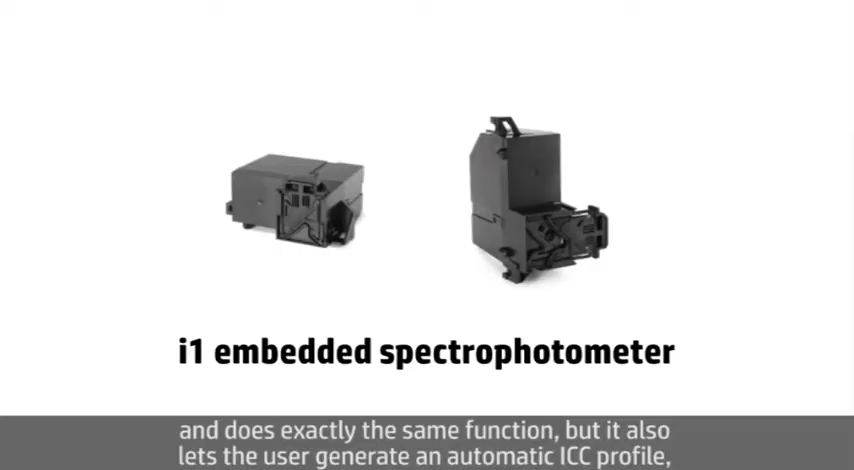 i1 embedded spectrophotometer
and does exactly the same function, but it also
lets the user generate an automatic ICC profile,